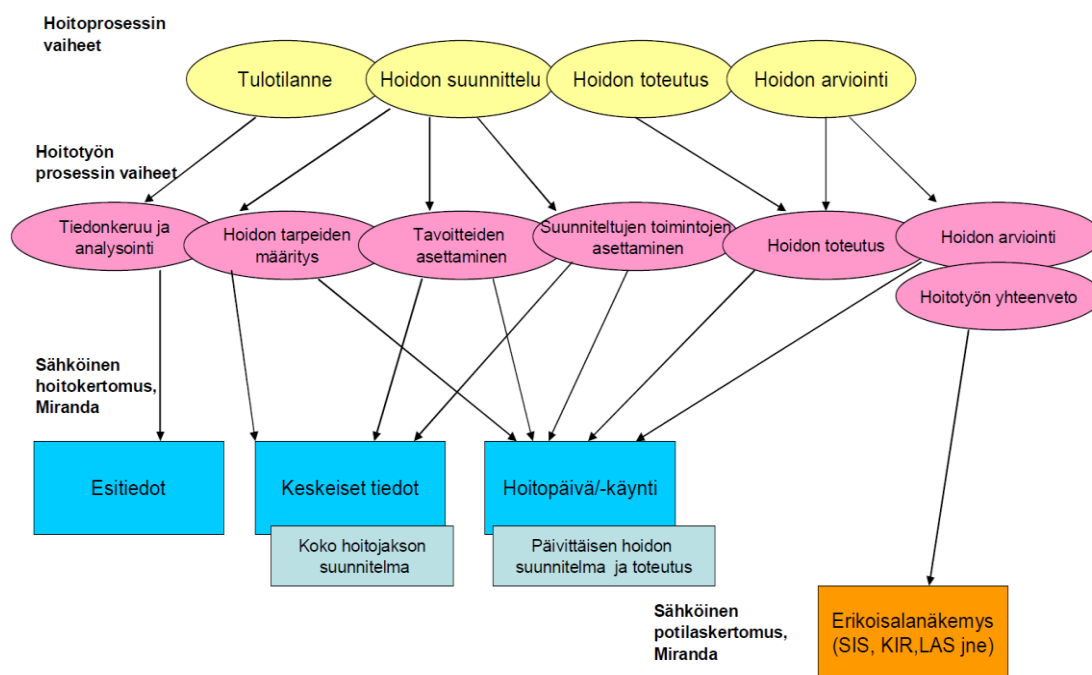 Hoitoprosessin
vaiheet
Tulotilanne
Hoidon suunnittelu
Hoidon toteutus
Hoidon arviointi
Hoitotyön
prosessin vaiheet
Tiedonkeruu ja
analysointi
Hoidon tarpeiden
määritys
Tavoitteiden
asettaminen
Suunniteltujen toimintojen
asettaminen
Hoidon toteutus
Hoidon arviointi
Hoitotyön yhteenveto
Sähköinen
hoitokertomus,
Miranda
Esitiedot
Keskeiset tiedot
Hoitopäivä/-käynti
Koko hoitojakson
suunnitelma
Päivittäisen hoidon
suunnitelma ja toteutus
Sähköinen
potilaskertomus,
Miranda
Erikoisalanäkemys
(SIS, KIR,LAS jne)